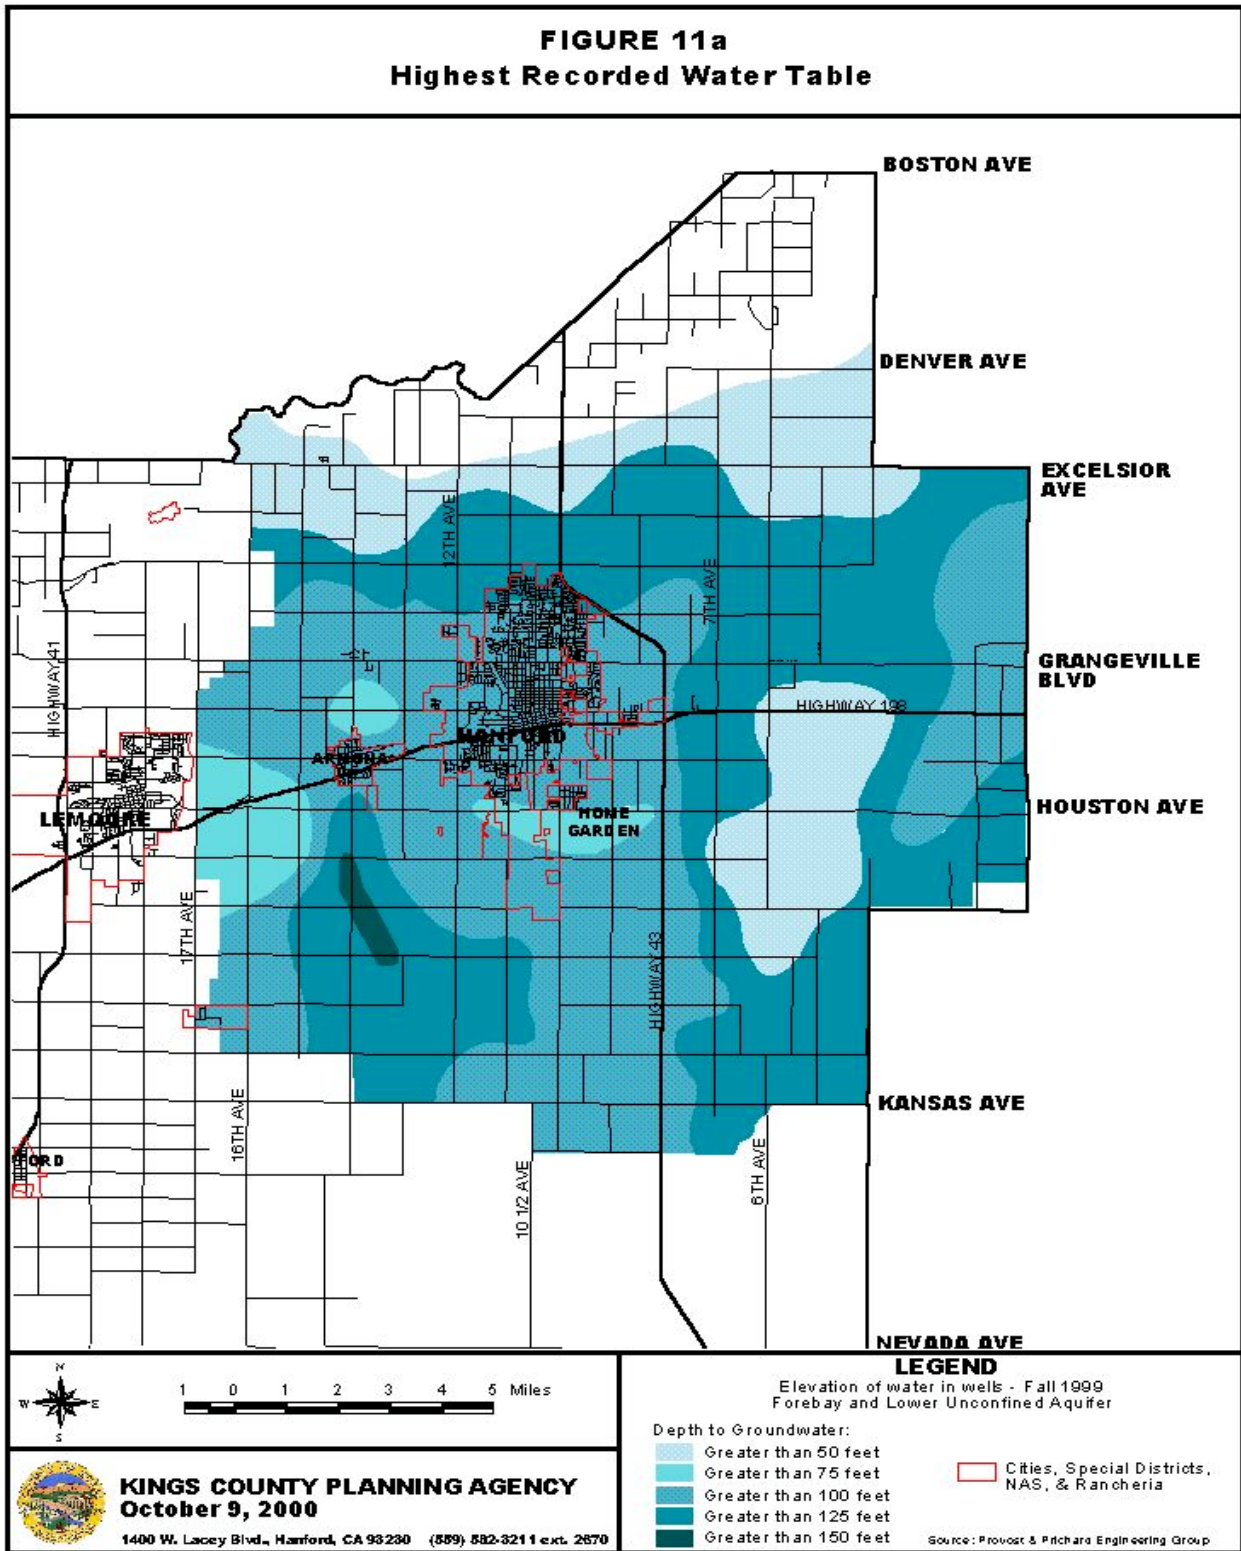 FIGURE 11a
Highest Recorded Water Table
BOSTON AVE
DENVER AVE
EXCELSIOR
AVE
12TH AVE
7TH AVE
HIGHWAY 41
GRANGEVILLE
BLVD
HIGHWAY 198
HANFORD
ARMONA
LEMOORE
HOME
GARDEN
HOUSTON AVE
17TH AVE
HIGHWAY 43
KANSAS AVE
16TH AVE
ORD
10 1/2 AVE
6TH AVE
NEVADA AVE
N
W E
S
1 0 1 2 3 4 5 Miles
LEGEND
Elevation of water in wells - Fall 1999
Forebay and Lower Unconfined Aquifer
Depth to Groundwater:
Greater than 50 feet
Greater than 75 feet
Greater than 100 feet
Greater than 125 feet
Greater than 150 feet
Cities, Special Districts,
NAS, & Rancheria
Source: Provost & Prichard Engineering Group
KINGS COUNTY PLANNING AGENCY
October 9, 2000
1400 W. Lacey Blvd., Hanford, CA 93230 (559) 582-3211 ext. 2670